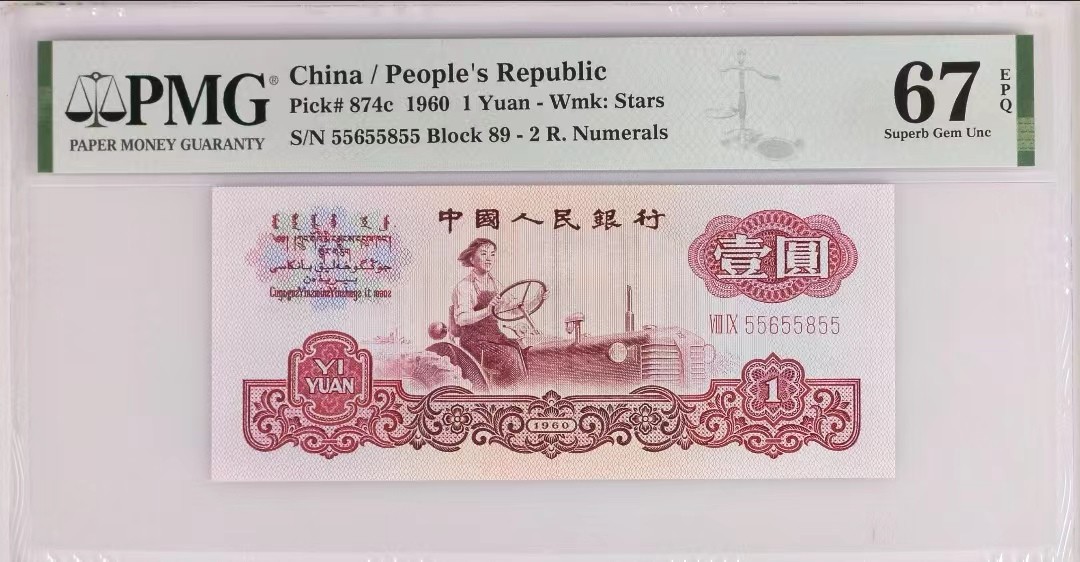 PMG®
PAPER MONEY GUARANTY
China / People's Republic
Pick# 874c 1960 1 Yuan - Wmk: Stars
S/N 55655855 Block 89 - 2 R. Numerals
67
EPQ
Superb Gem Unc
中國人民銀行
壹圓
VIII IX 55655855
YI
YUAN
1
1960